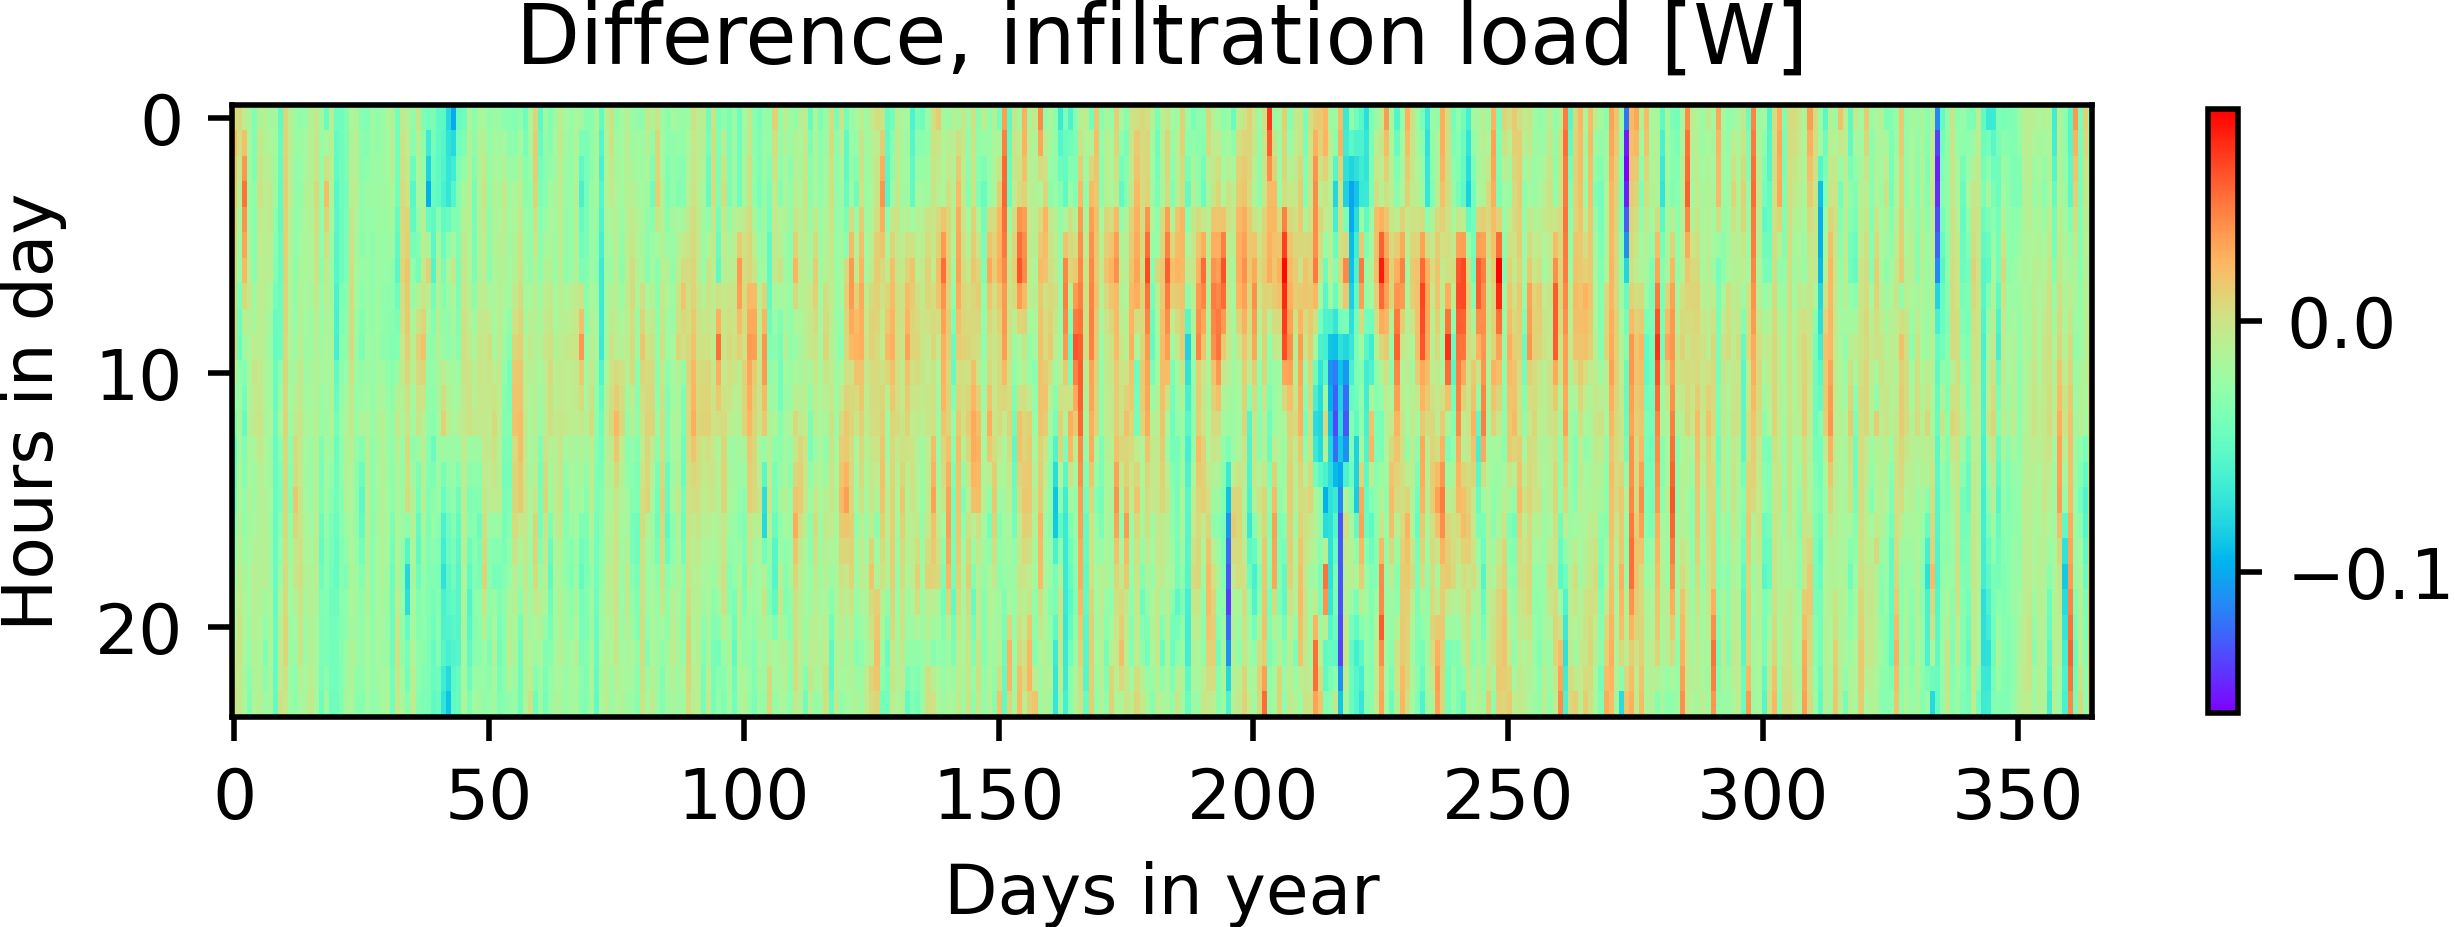 Difference, infiltration load [W]
Hours in day
0
10
20
0 50 100 150 200 250 300 350
Days in year
0.0
−0.1